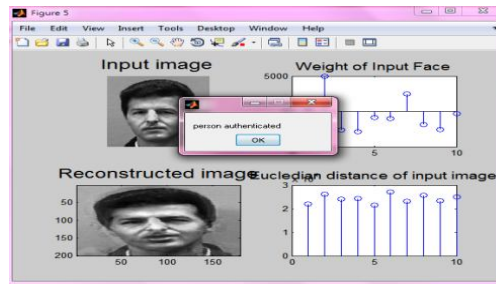 Figure 5
File Edit View Insert Tools Desktop Window Help
Input image
Weight of Input Face
5000
person authenticated
OK
5 10
Reconstructed image
Eucledian distance of input image
50
100
150
200
50 100 150
3
2
1
0
0 5 10